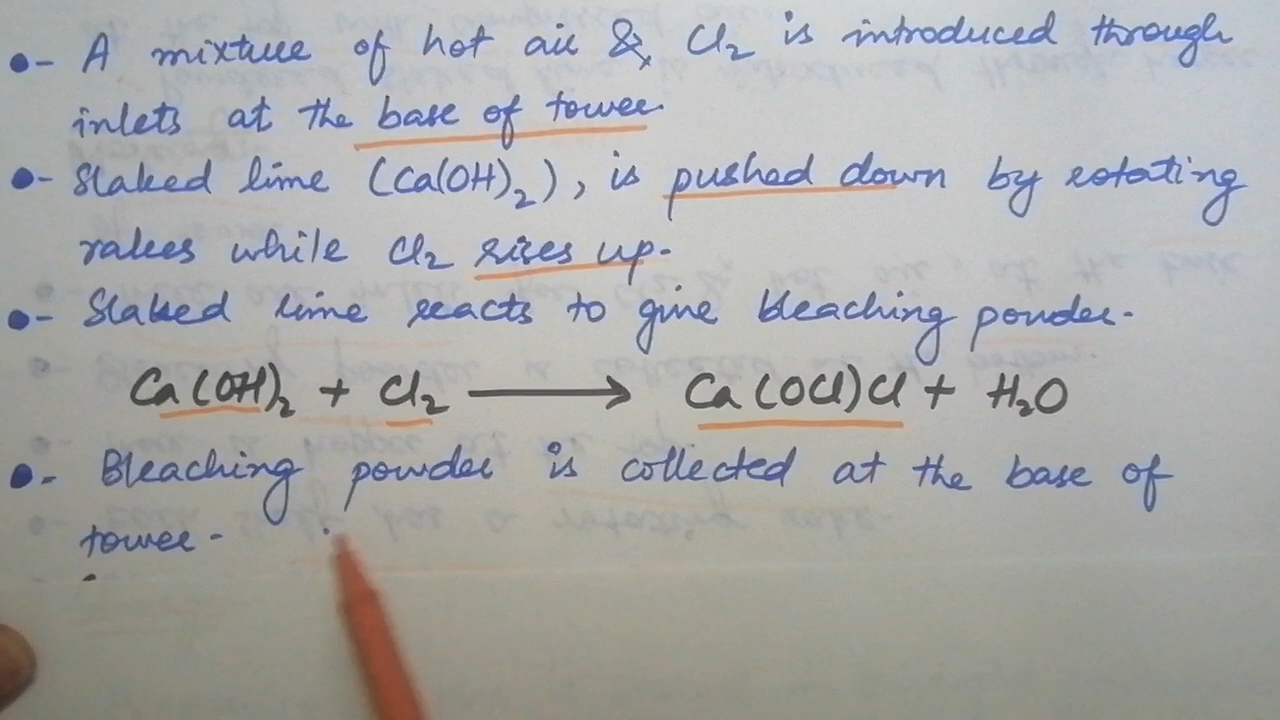 •- A mixture of hot air & Cl2 is introduced through
inlets at the base of tower.
•- Slaked lime (Ca(OH)2), is pushed down by rotating
rakes while Cl2 rises up.
•- Slaked lime reacts to give bleaching powder.
Ca(OH)2 + Cl2 ⟶ Ca(OCl)Cl + H2O
•- Bleaching powder is collected at the base of
tower.